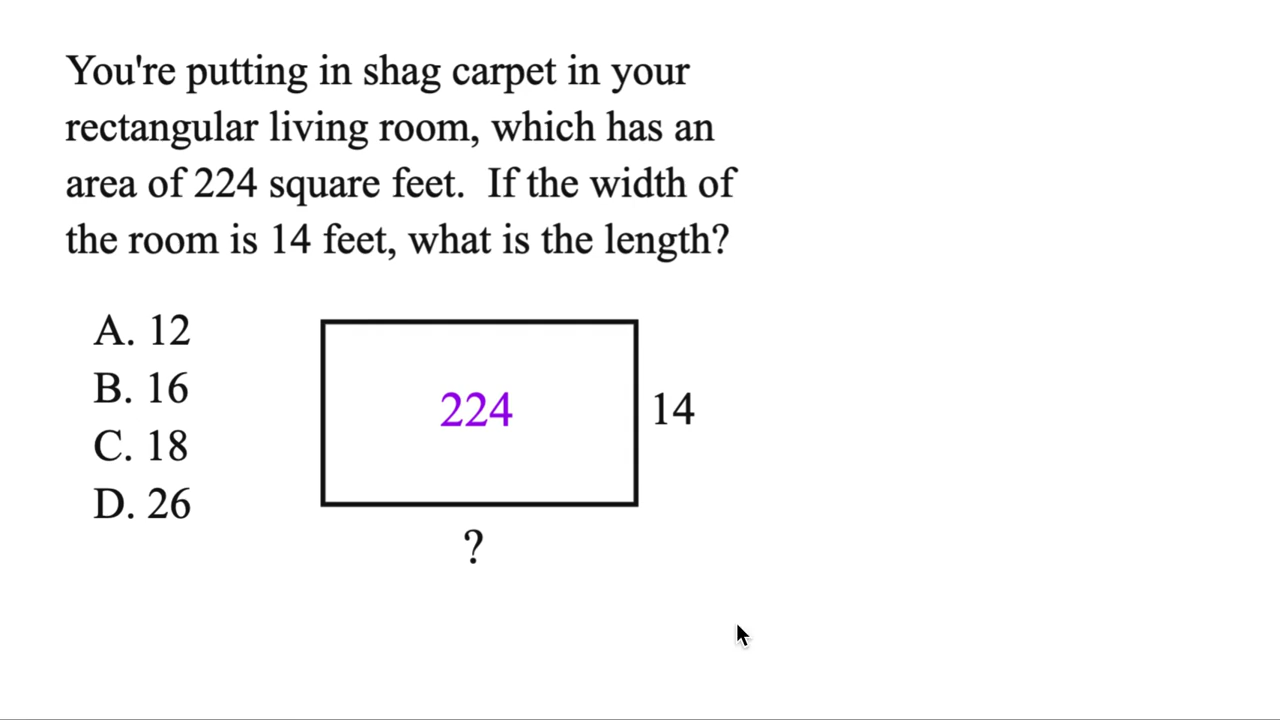 You're putting in shag carpet in your
rectangular living room, which has an
area of 224 square feet.  If the width of
the room is 14 feet, what is the length?
A. 12
B. 16
C. 18
D. 26
224
14
?